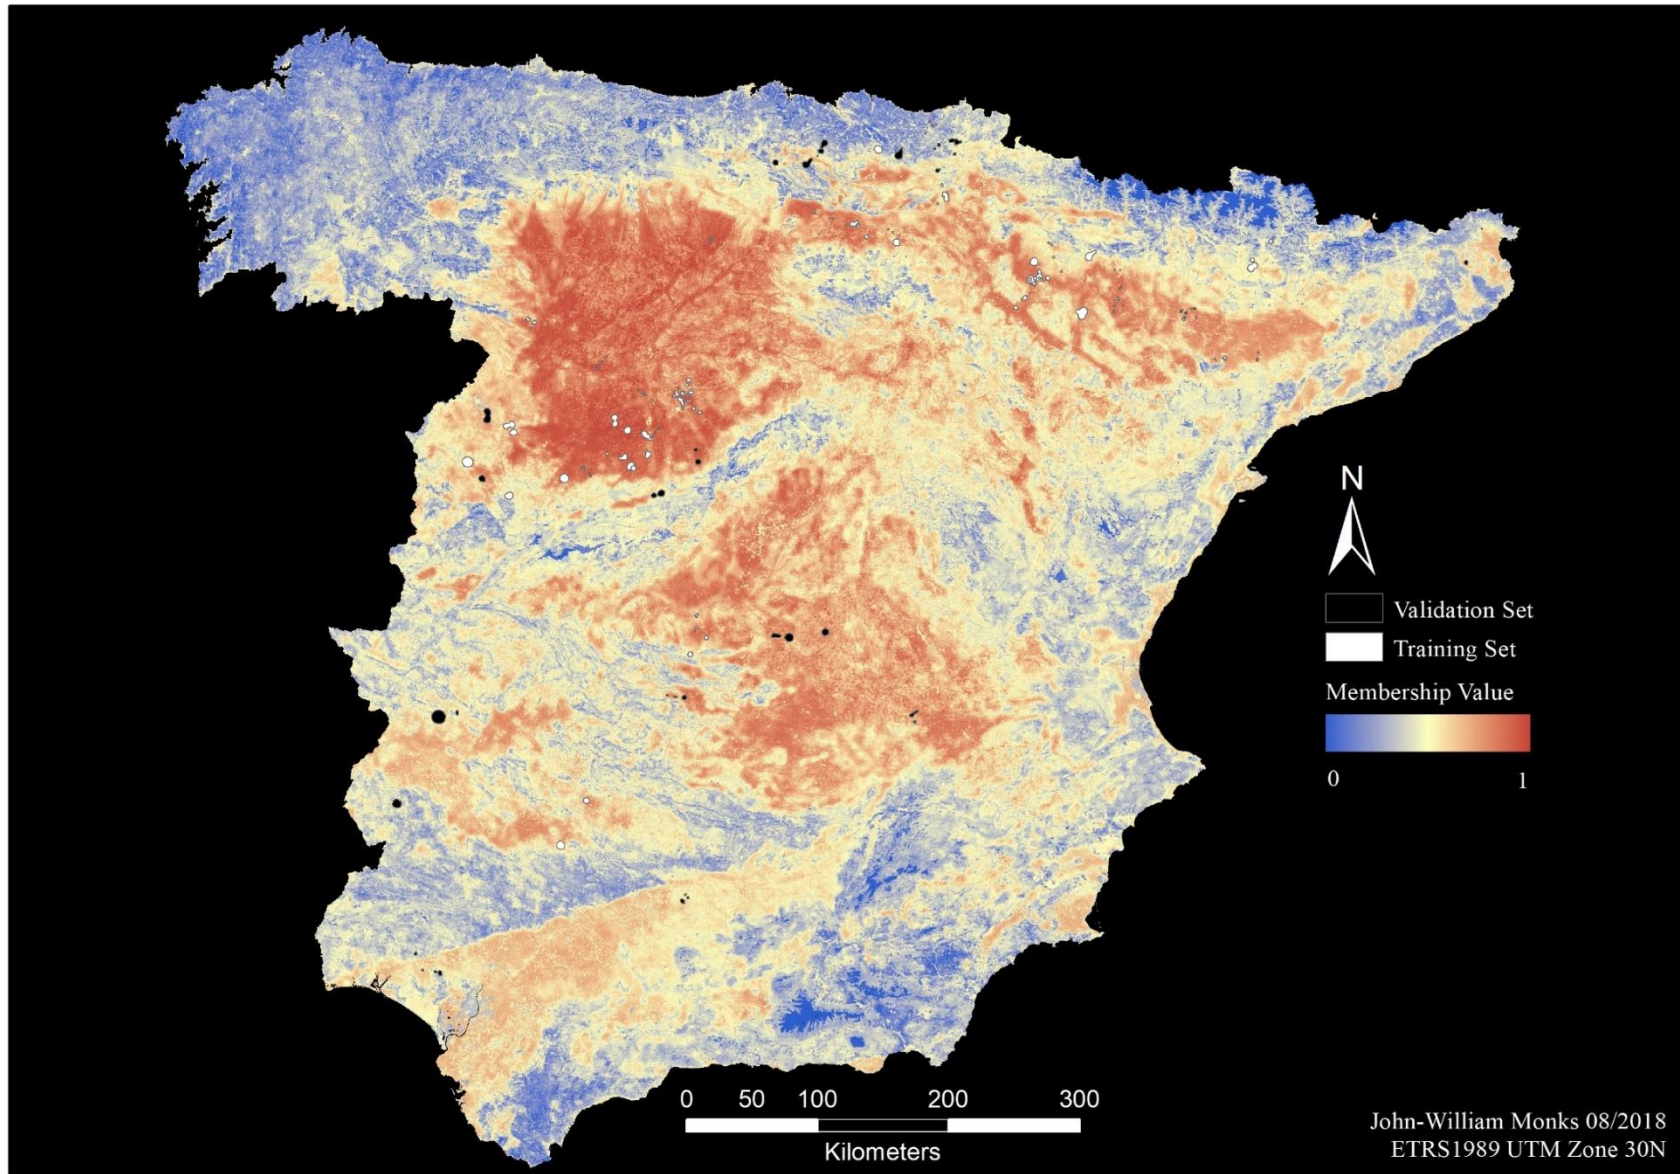 N
Validation Set
Training Set
Membership Value
0 1
0 50 100 200 300
Kilometers
John-William Monks 08/2018
ETRS1989 UTM Zone 30N